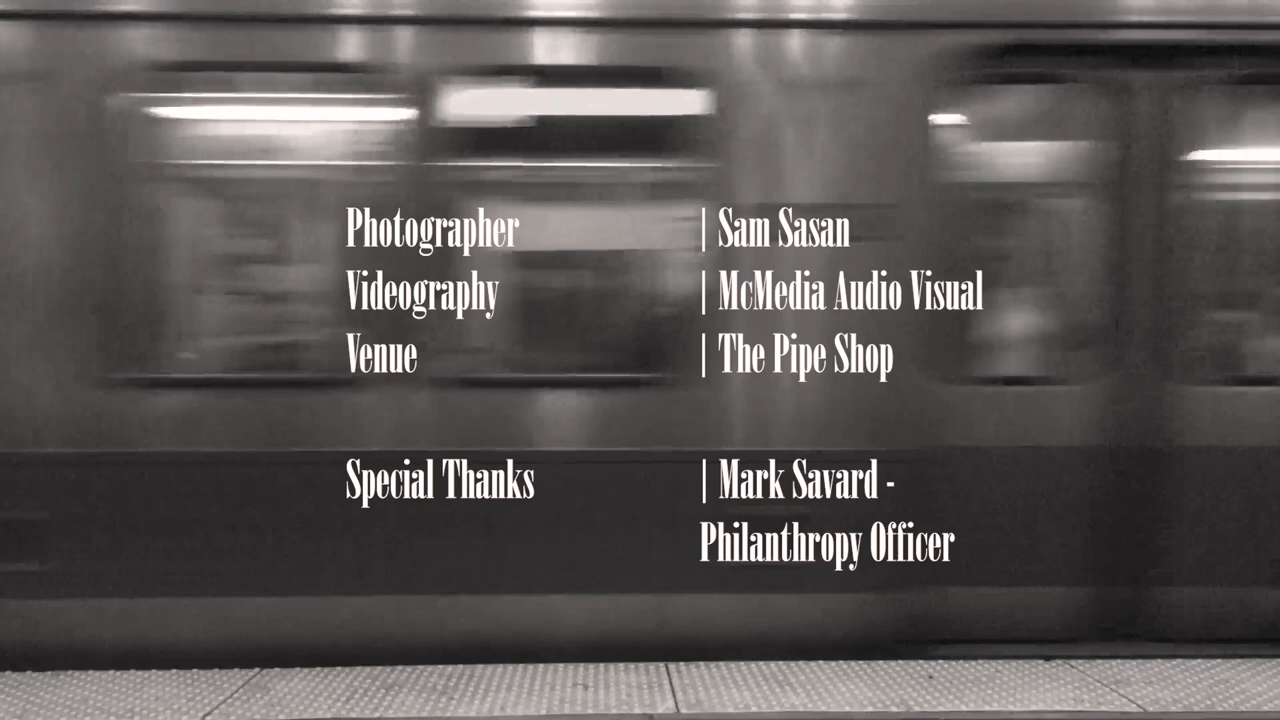 Photographer | Sam Sasan
Videography | McMedia Audio Visual
Venue | The Pipe Shop
Special Thanks | Mark Savard -
Philanthropy Officer